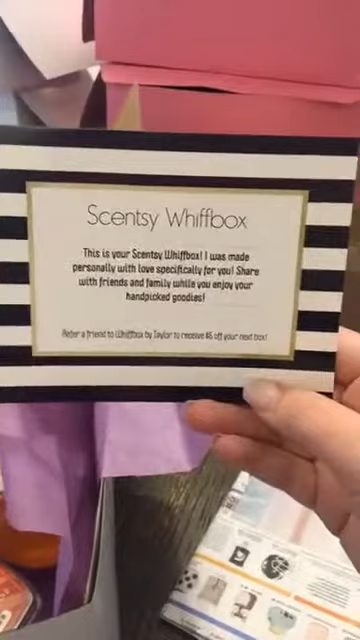 Scentsy Whiffbox
This is your Scentsy Whiffbox! I was made
personally with love specifically for you! Share
with friends and family while you enjoy your
handpicked goodies!
Refer a friend to Whiffbox by Taylor to receive $5 off your next box!